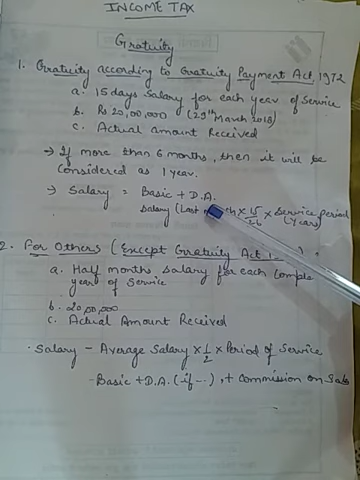 INCOME TAX
Gratuity
1. Gratuity according to Gratuity Payment Act, 1972
a. 15 days salary for each year of Service
b. Rs 20,00,000 (29th March 2018)
c. Actual amount Received
→ If more than 6 months, then it will be
considered as 1 year.
→ Salary = Basic + D.A.
Salary (Last × 15/26 × Service Period
(Years)
2. For Others (Except Gratuity Act
a. Half months salary for each Comple
year of Service
b. 20,00,000
c. Actual Amount Received
• Salary - Average Salary × 1/2 × Period of Service
- Basic + D.A. (if --) , + Commission on Sales